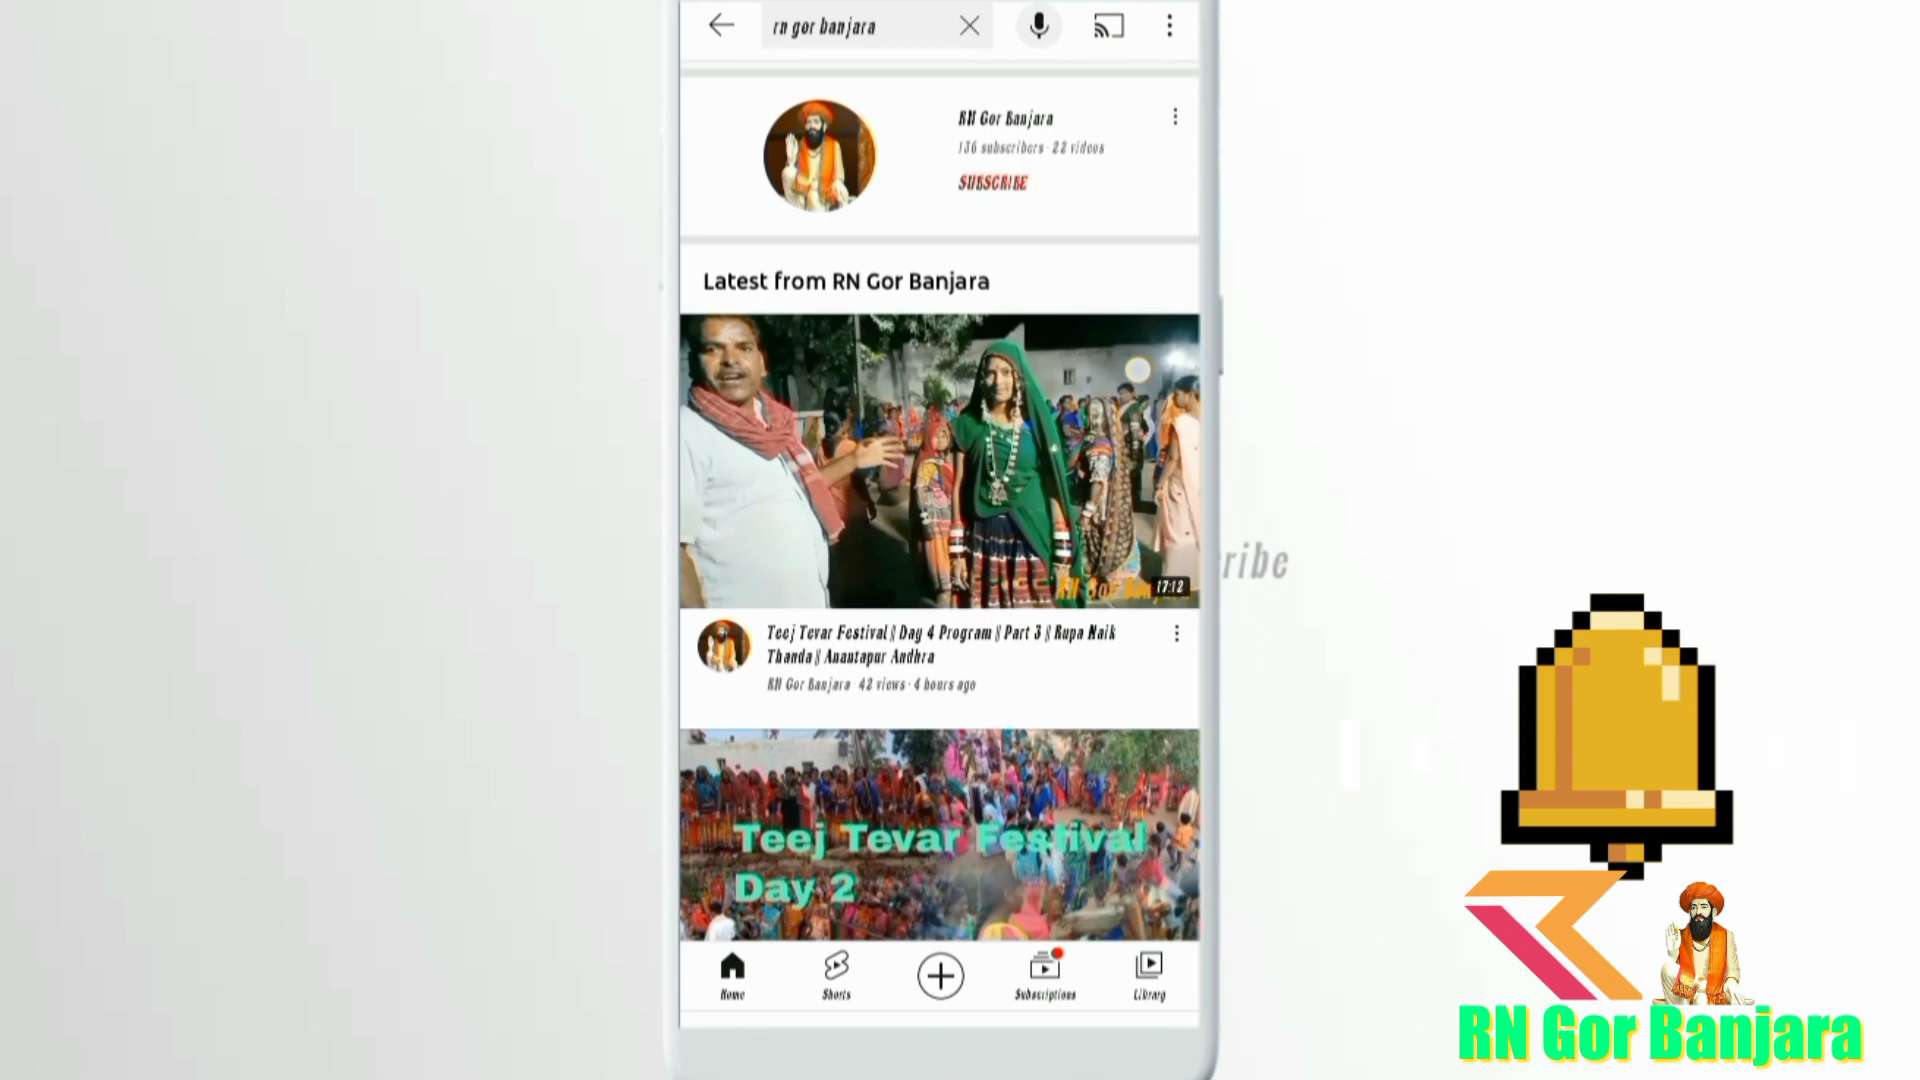 rn gor banjara
RN Gor Banjara
136 subscribers · 22 videos
SUBSCRIBE
Latest from RN Gor Banjara
17:12
Teej Tevar Festival || Day 4 Program || Part 3 || Rupa Naik
Thanda || Anantapur Andhra
RN Gor Banjara · 42 views · 4 hours ago
Teej Tevar Festival
Day 2
Home
Shorts
Subscriptions
Library
ribe
RN Gor Banjara